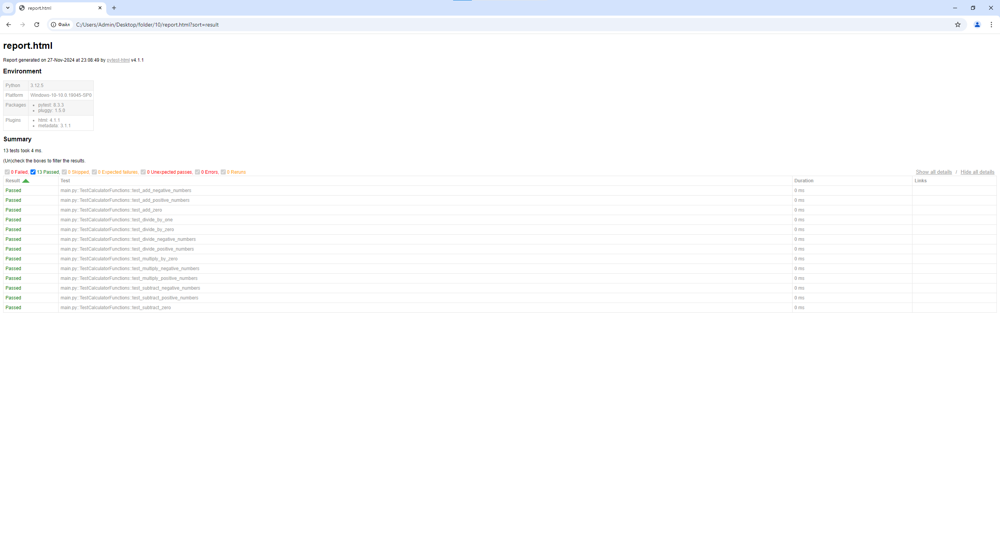 report.html
Файл
C:/Users/Admin/Desktop/folder/10/report.html?sort=result
report.html
Report generated on 27-Nov-2024 at 23:08:49 by pytest-html v4.1.1
Environment
Python 3.12.5
Platform Windows-10-10.0.19045-SP0
Packages • pytest: 8.3.3
• pluggy: 1.5.0
Plugins • html: 4.1.1
• metadata: 3.1.1
Summary
13 tests took 4 ms.
(Un)check the boxes to filter the results.
0 Failed, 13 Passed, 0 Skipped, 0 Expected failures, 0 Unexpected passes, 0 Errors, 0 Reruns Show all details / Hide all details
Result Test Duration Links
Passed main.py::TestCalculatorFunctions::test_add_negative_numbers 0 ms
Passed main.py::TestCalculatorFunctions::test_add_positive_numbers 0 ms
Passed main.py::TestCalculatorFunctions::test_add_zero 0 ms
Passed main.py::TestCalculatorFunctions::test_divide_by_one 0 ms
Passed main.py::TestCalculatorFunctions::test_divide_by_zero 0 ms
Passed main.py::TestCalculatorFunctions::test_divide_negative_numbers 0 ms
Passed main.py::TestCalculatorFunctions::test_divide_positive_numbers 0 ms
Passed main.py::TestCalculatorFunctions::test_multiply_by_zero 0 ms
Passed main.py::TestCalculatorFunctions::test_multiply_negative_numbers 0 ms
Passed main.py::TestCalculatorFunctions::test_multiply_positive_numbers 0 ms
Passed main.py::TestCalculatorFunctions::test_subtract_negative_numbers 0 ms
Passed main.py::TestCalculatorFunctions::test_subtract_positive_numbers 0 ms
Passed main.py::TestCalculatorFunctions::test_subtract_zero 0 ms